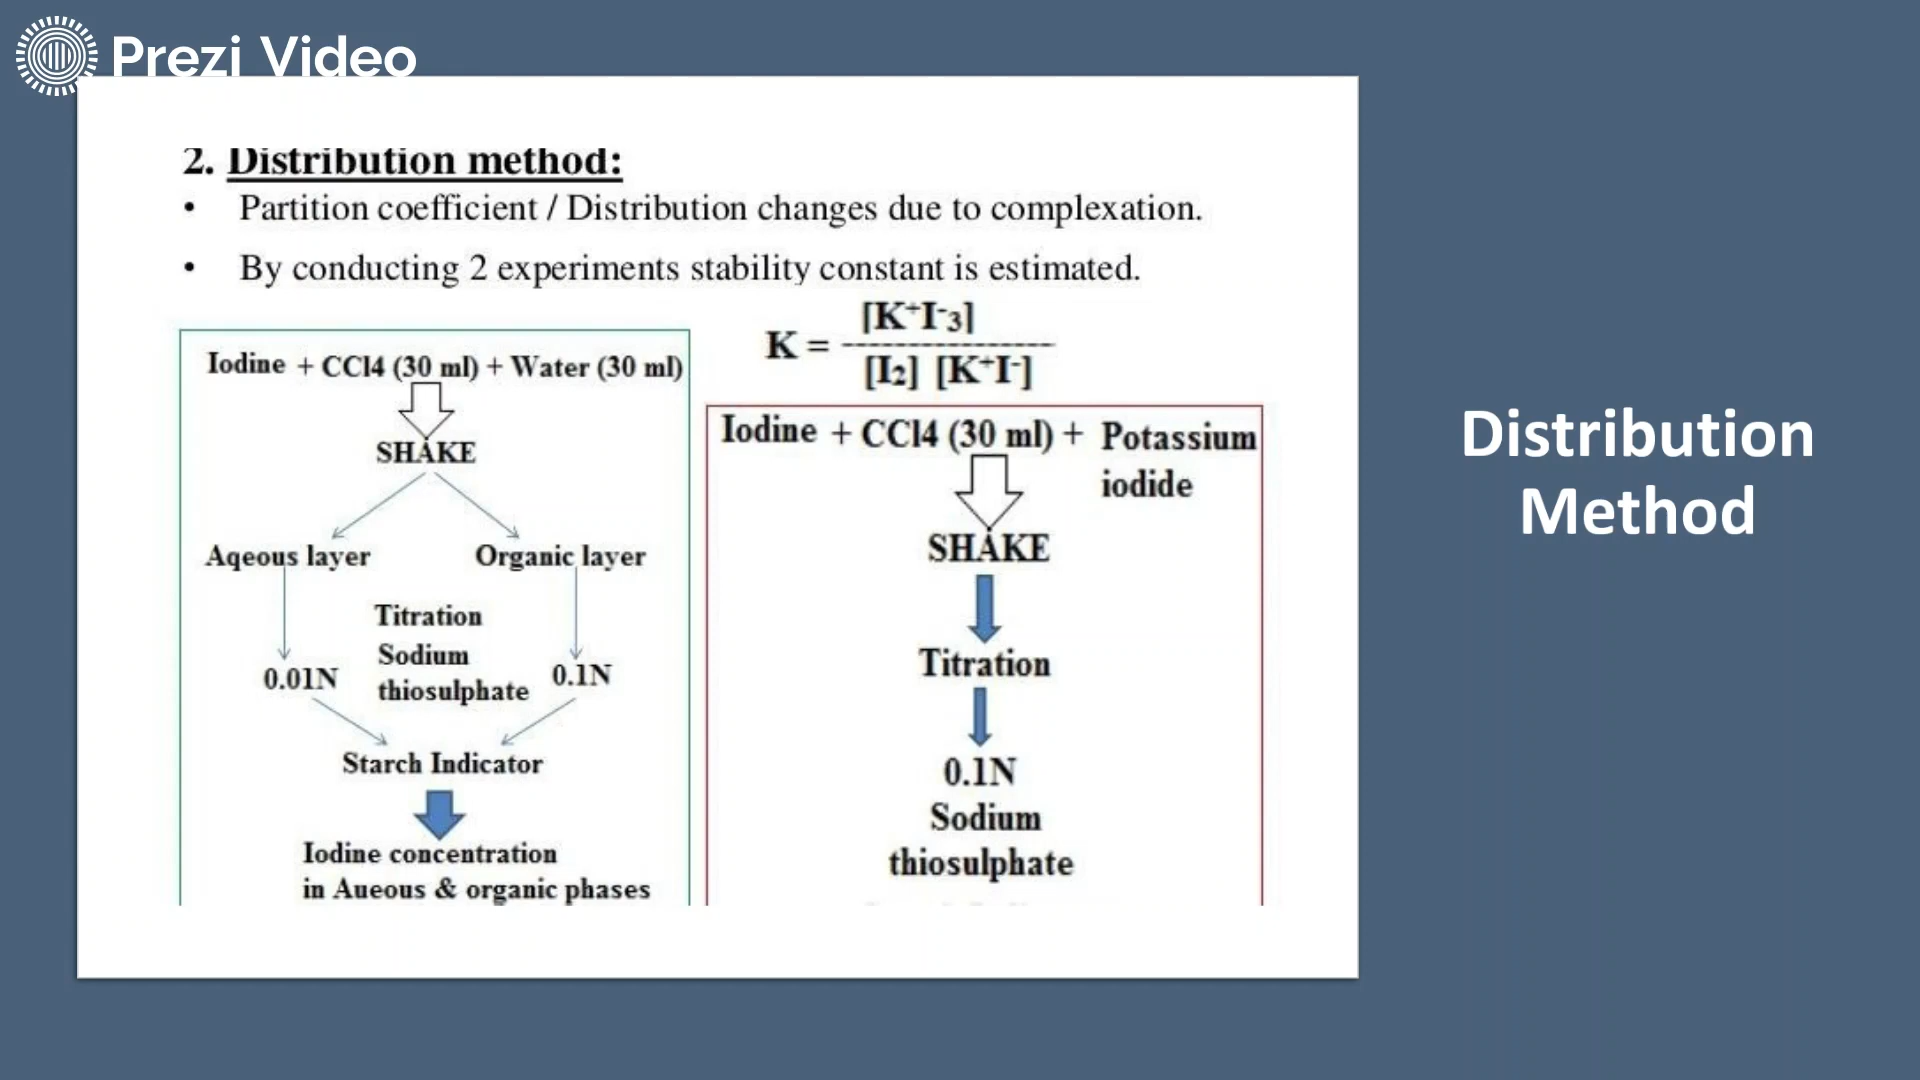 Prezi Video
2. Distribution method:
• Partition coefficient / Distribution changes due to complexation.
• By conducting 2 experiments stability constant is estimated.
K = [K⁺I⁻₃]
[I₂] [K⁺I⁻]
Iodine + CCl4 (30 ml) + Water (30 ml)
SHAKE
Aqeous layer
Organic layer
Titration
Sodium
thiosulphate
0.01N
0.1N
Starch Indicator
Iodine concentration
in Aueous & organic phases
Iodine + CCl4 (30 ml) + Potassium
iodide
SHAKE
Titration
0.1N
Sodium
thiosulphate
Distribution
Method